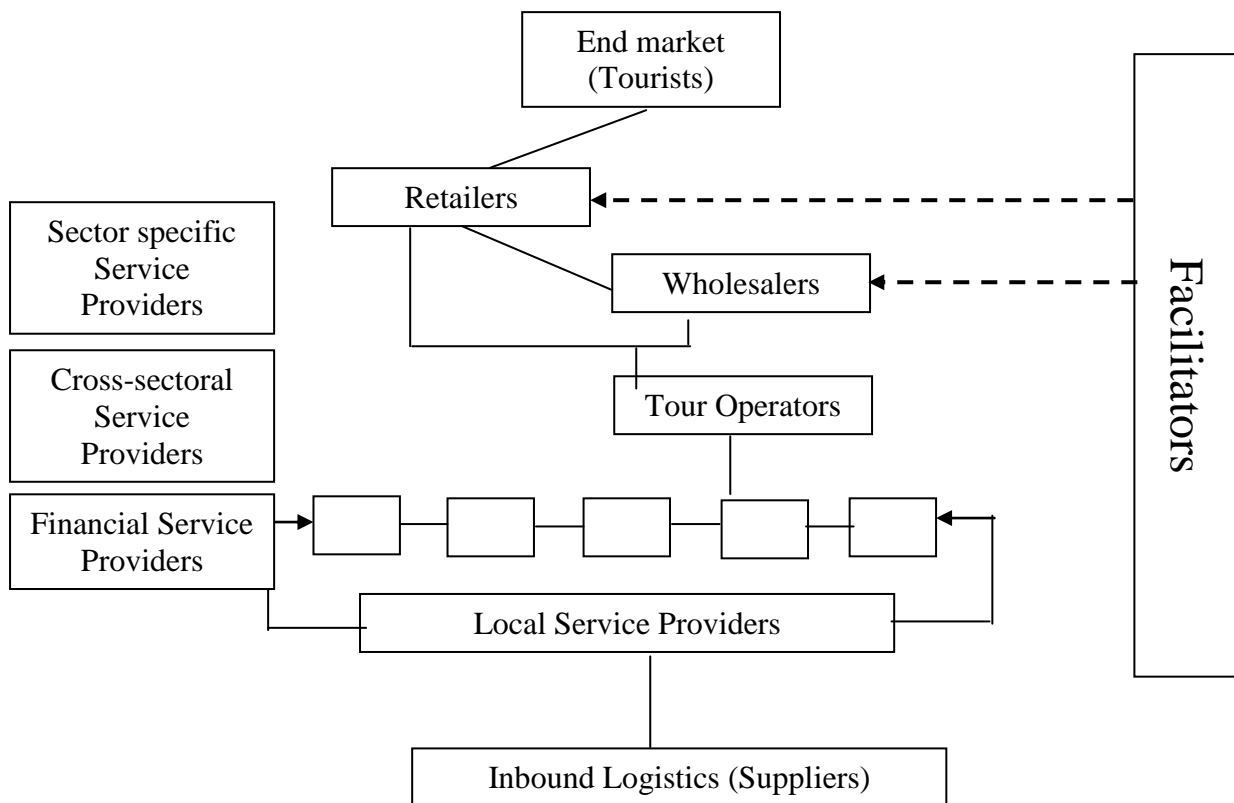 End market
(Tourists)
Retailers
Sector specific
Service
Providers
Wholesalers
Facilitators
Cross-sectoral
Service
Providers
Tour Operators
Financial Service
Providers
Local Service Providers
Inbound Logistics (Suppliers)